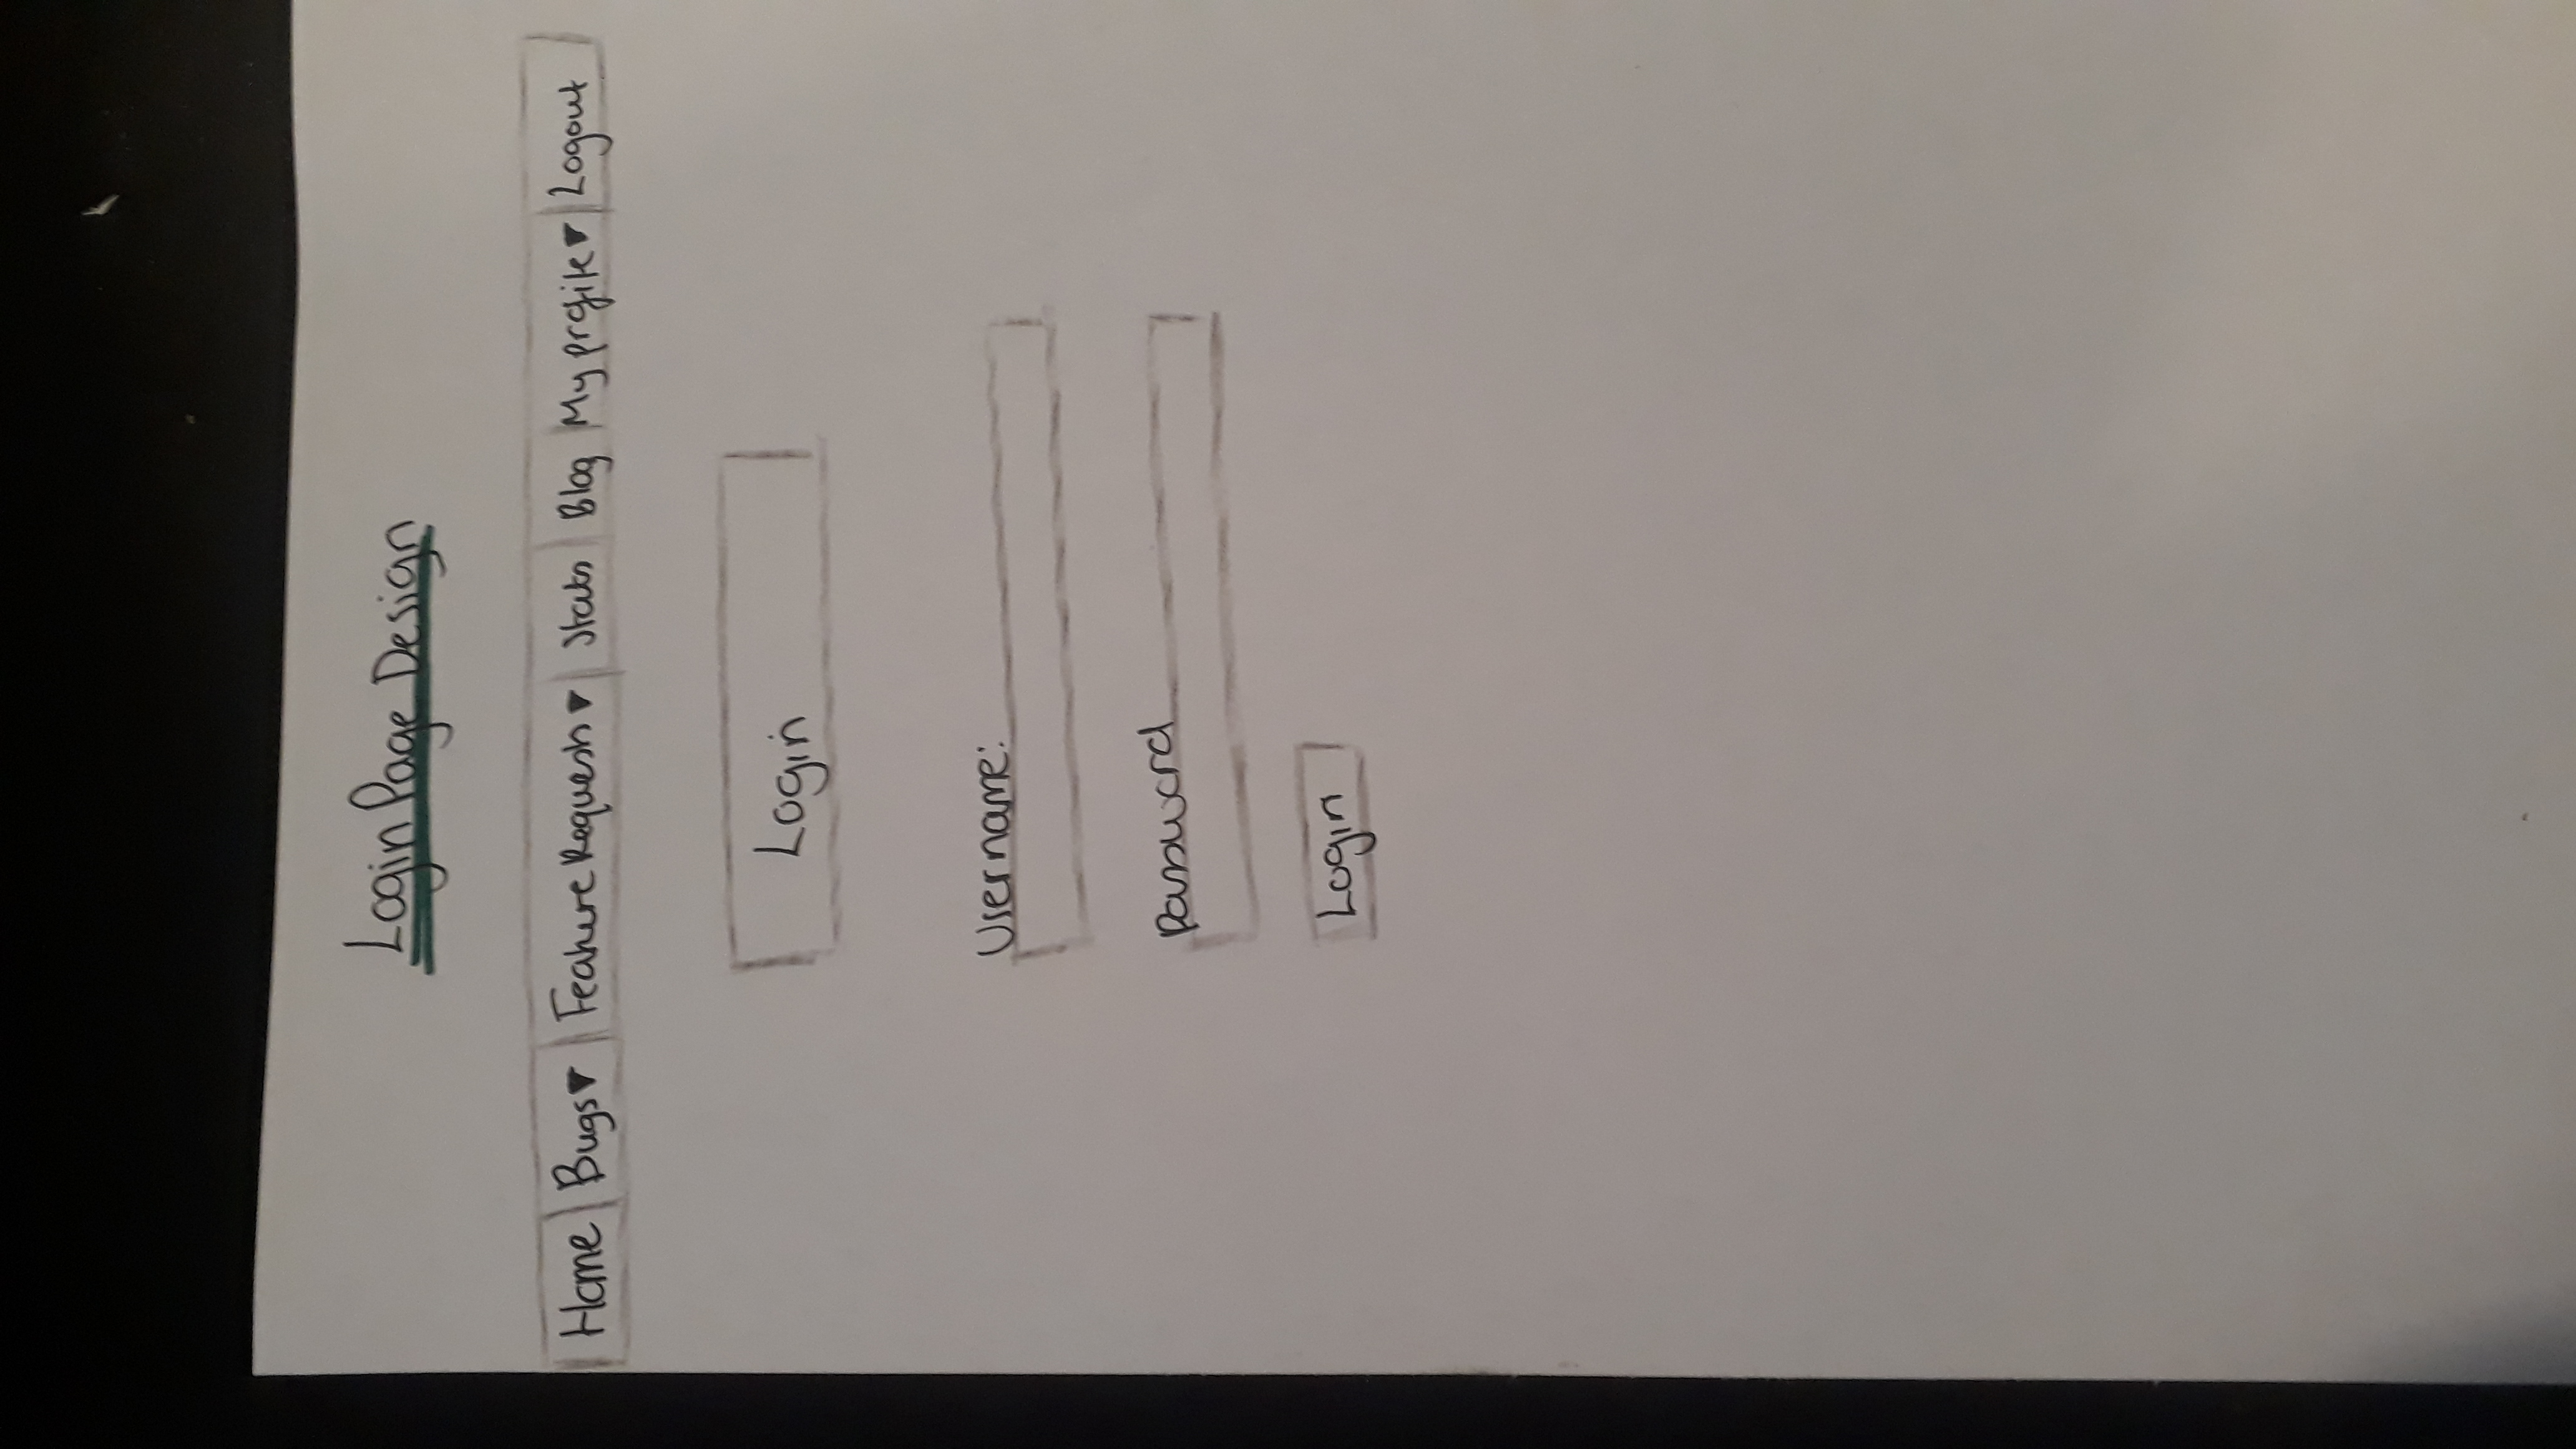 Login Page Design
Home Bugs▼ Feature Requests▼ Stats Blog My profile▼ Logout
Login
Username:
password
Login